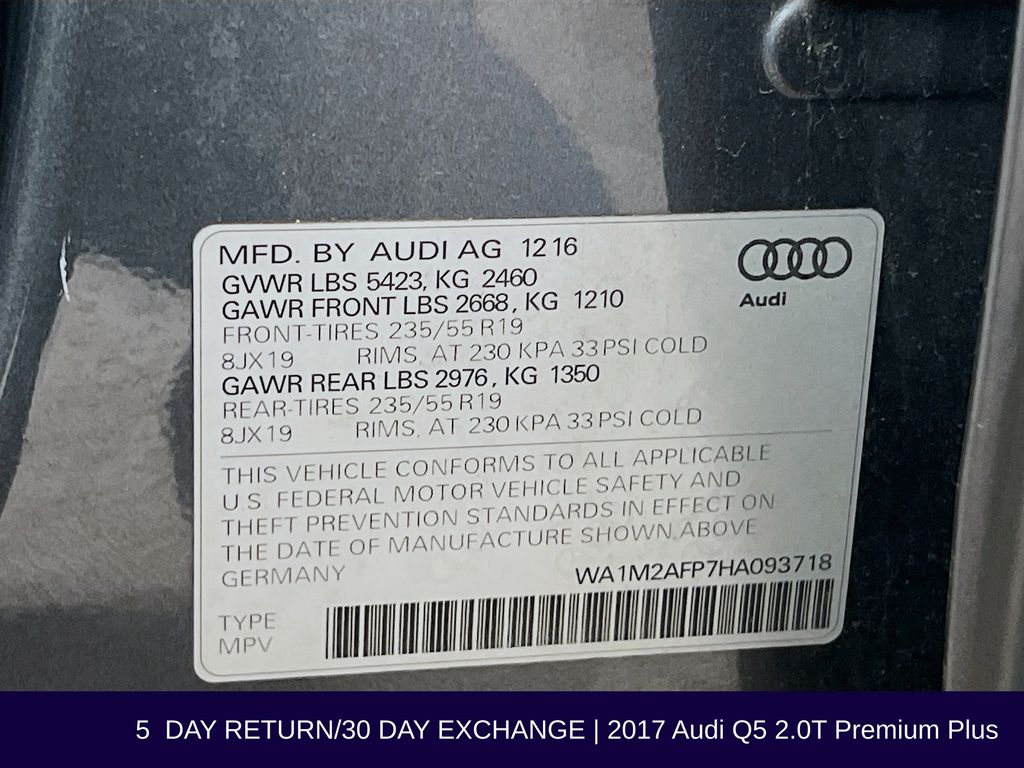 MFD. BY AUDI AG 12 16
GVWR LBS 5423, KG 2460
GAWR FRONT LBS 2668, KG 1210
FRONT-TIRES 235/55 R19
8JX19 RIMS, AT 230 KPA 33 PSI COLD
GAWR REAR LBS 2976, KG 1350
REAR-TIRES 235/55 R19
8JX19 RIMS, AT 230 KPA 33 PSI COLD
Audi
THIS VEHICLE CONFORMS TO ALL APPLICABLE
U.S. FEDERAL MOTOR VEHICLE SAFETY AND
THEFT PREVENTION STANDARDS IN EFFECT ON
THE DATE OF MANUFACTURE SHOWN ABOVE
GERMANY WA1M2AFP7HA093718
TYPE
MPV
5 DAY RETURN/30 DAY EXCHANGE | 2017 Audi Q5 2.0T Premium Plus